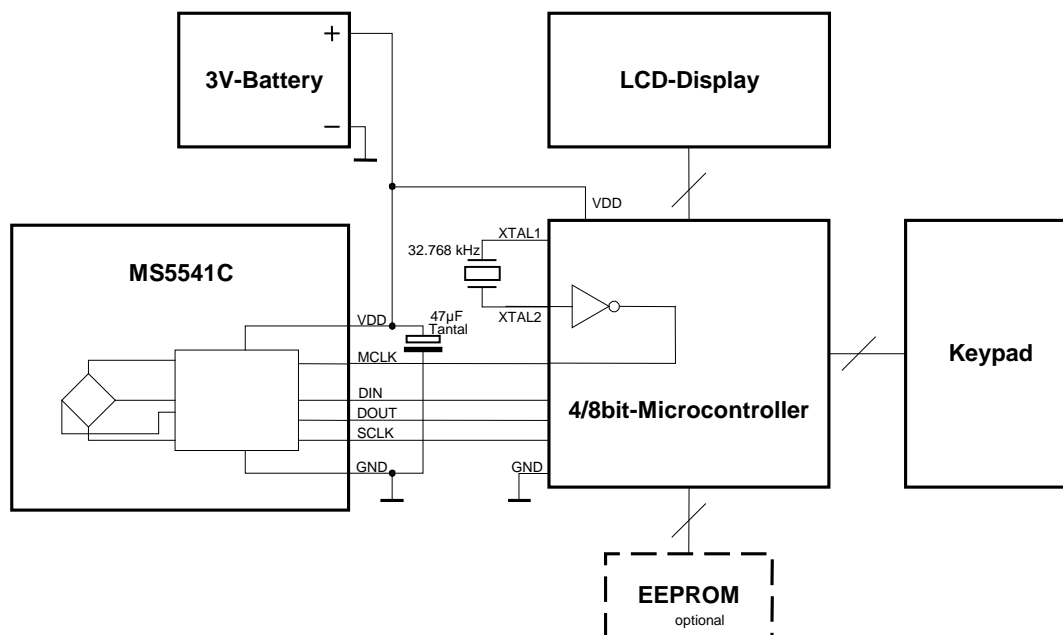 +
3V-Battery
−
LCD-Display
VDD
XTAL1
32.768 kHz
XTAL2
MS5541C
VDD
47µF
Tantal
MCLK
DIN
DOUT
SCLK
GND
4/8bit-Microcontroller
GND
Keypad
EEPROM
optional